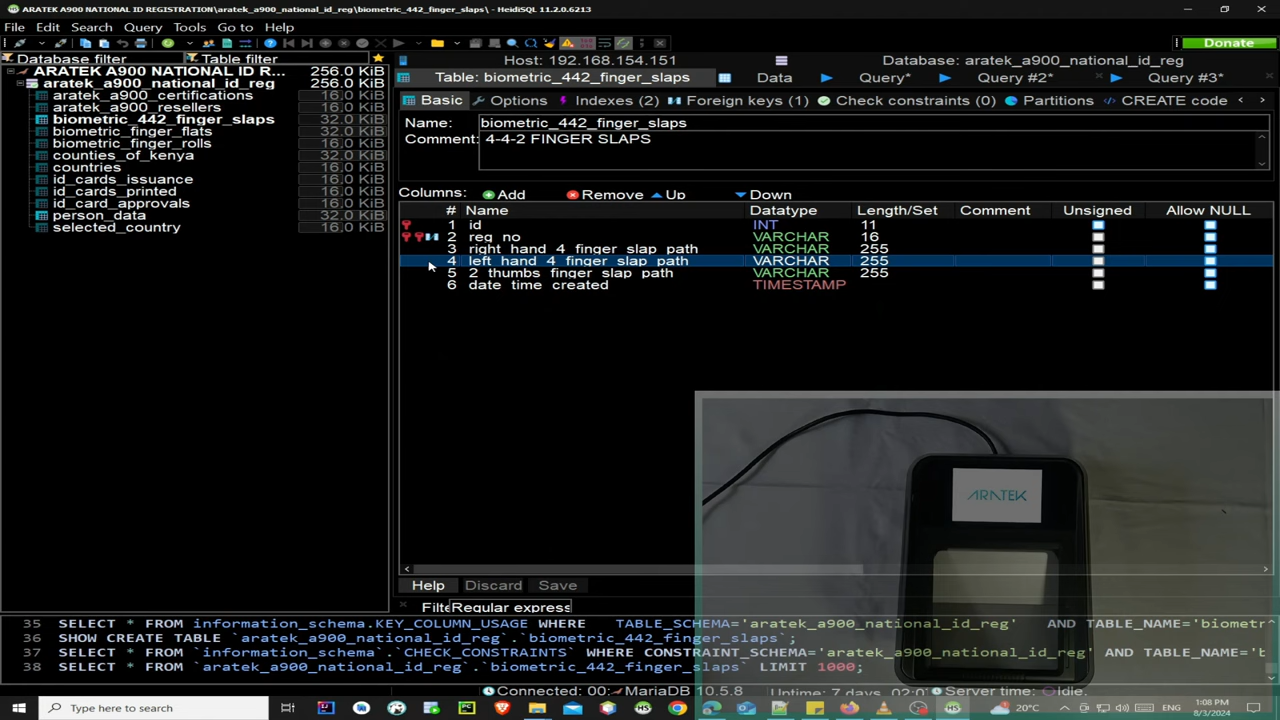 ARATEK A900 NATIONAL ID REGISTRATION\aratek_a900_national_id_reg\biometric_442_finger_slaps\ - HeidiSQL 11.2.0.6213
File Edit Search Query Tools Go to Help
Donate
Database filter Table filter
ARATEK A900 NATIONAL ID R... 256.0 KiB
aratek_a900_national_id_reg 256.0 KiB
aratek_a900_certifications 16.0 KiB
aratek_a900_resellers 16.0 KiB
biometric_442_finger_slaps 32.0 KiB
biometric_finger_flats 16.0 KiB
biometric_finger_rolls 16.0 KiB
counties_of_kenya 32.0 KiB
countries 16.0 KiB
id_cards_issuance 16.0 KiB
id_cards_printed 16.0 KiB
id_card_approvals 16.0 KiB
person_data 32.0 KiB
selected_country 16.0 KiB
Host: 192.168.154.151 Database: aratek_a900_national_id_reg
Table: biometric_442_finger_slaps Data Query* Query #2* Query #3*
Basic Options Indexes (2) Foreign keys (1) Check constraints (0) Partitions CREATE code
Name: biometric_442_finger_slaps
Comment: 4-4-2 FINGER SLAPS
Columns: Add Remove Up Down
# Name Datatype Length/Set Comment Unsigned Allow NULL
1 id INT 11
2 reg_no VARCHAR 16
3 right_hand_4_finger_slap_path VARCHAR 255
4 left_hand_4_finger_slap_path VARCHAR 255
5 2_thumbs_finger_slap_path VARCHAR 255
6 date_time_created TIMESTAMP
ARATEK
Help Discard Save
Regular express
35 SELECT * FROM information_schema.KEY_COLUMN_USAGE WHERE TABLE_SCHEMA='aratek_a900_national_id_reg' AND TABLE_NAME='biometr
36 SHOW CREATE TABLE `aratek_a900_national_id_reg`.`biometric_442_finger_slaps`;
37 SELECT * FROM `information_schema`.`CHECK_CONSTRAINTS` WHERE CONSTRAINT_SCHEMA='aratek_a900_national_id_reg' AND TABLE_NAME='b
38 SELECT * FROM `aratek_a900_national_id_reg`.`biometric_442_finger_slaps` LIMIT 1000;
Connected: 00: MariaDB 10.5.8 Uptime: 7 days, Server time: Idle.
Type here to search
20°C ENG 1:08 PM
8/3/2024